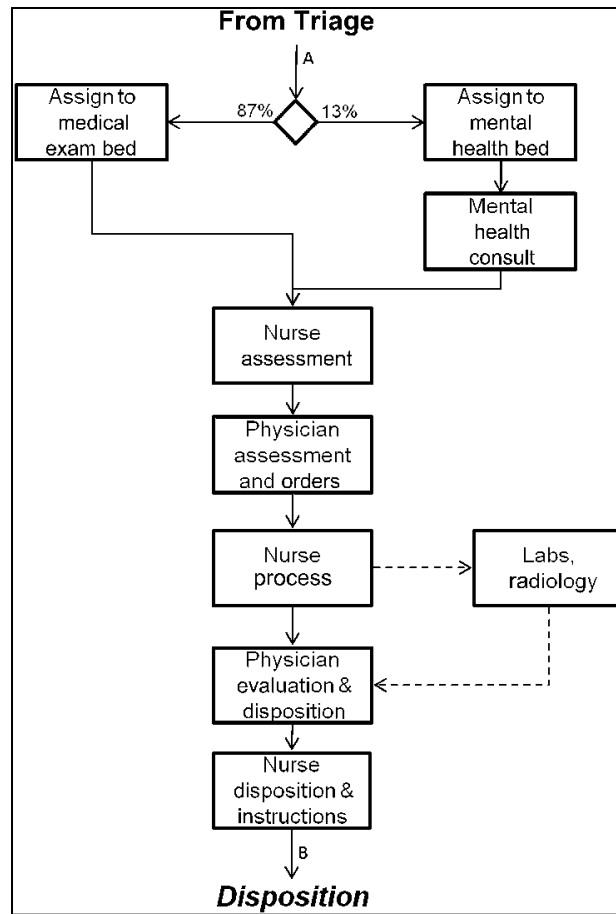 From Triage
A
87%
13%
Assign to
medical
exam bed
Assign to
mental
health bed
Mental
health
consult
Nurse
assessment
Physician
assessment
and orders
Nurse
process
Labs,
radiology
Physician
evaluation &
disposition
Nurse
disposition &
instructions
B
Disposition